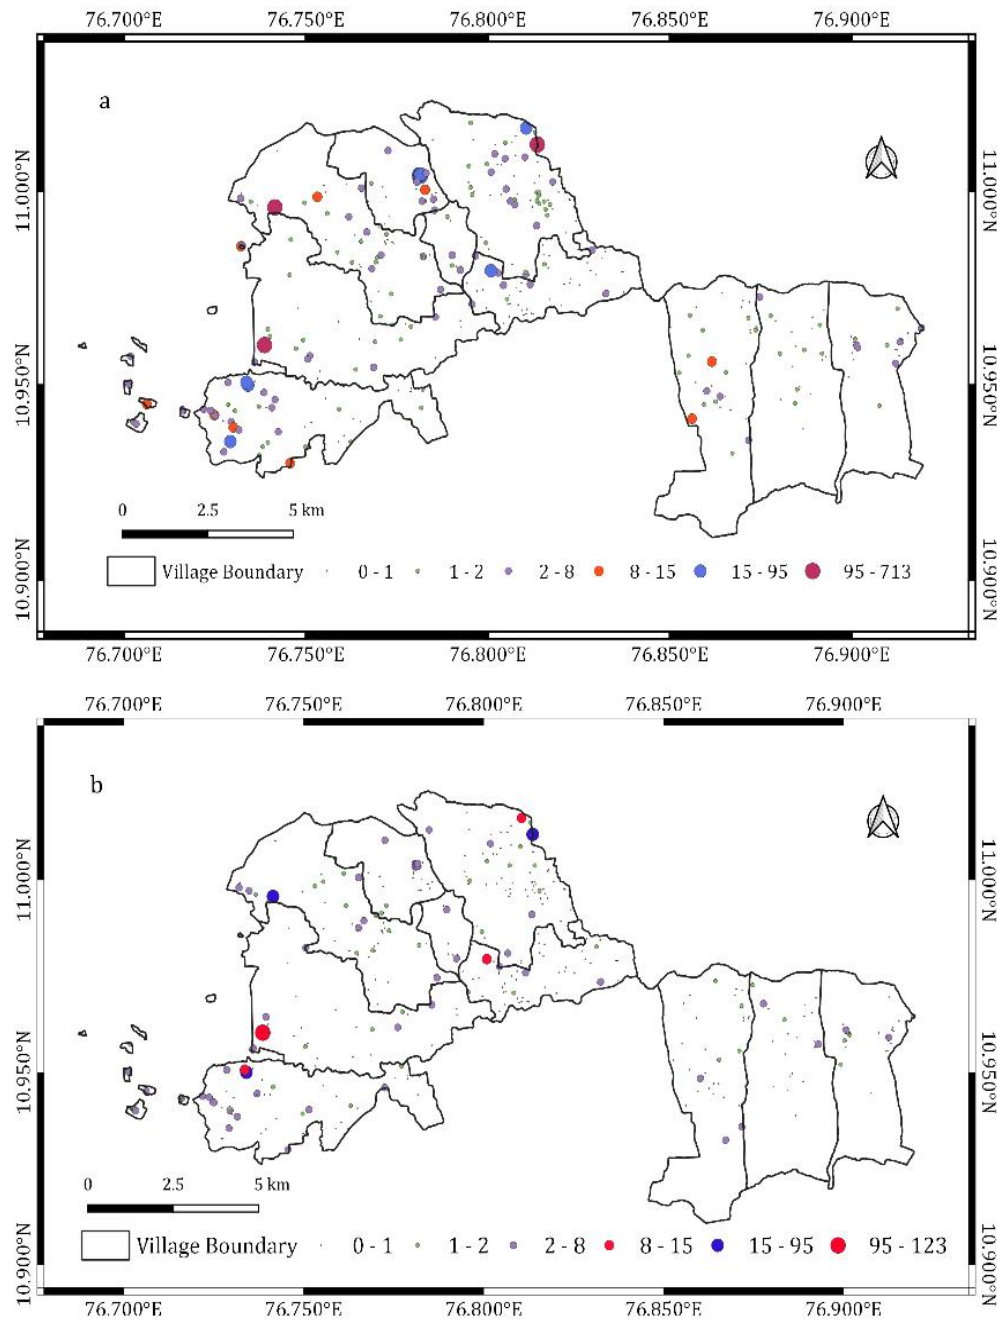 76.700°E 76.750°E 76.800°E 76.850°E 76.900°E
a
11.000°N 11.000°N
10.950°N 10.950°N
0 2.5 5 km
Village Boundary 0 - 1 1 - 2 2 - 8 8 - 15 15 - 95 95 - 713
10.900°N 10.900°N
76.700°E 76.750°E 76.800°E 76.850°E 76.900°E
76.700°E 76.750°E 76.800°E 76.850°E 76.900°E
b
11.000°N 11.000°N
10.950°N 10.950°N
0 2.5 5 km
Village Boundary 0 - 1 1 - 2 2 - 8 8 - 15 15 - 95 95 - 123
10.900°N 10.900°N
76.700°E 76.750°E 76.800°E 76.850°E 76.900°E